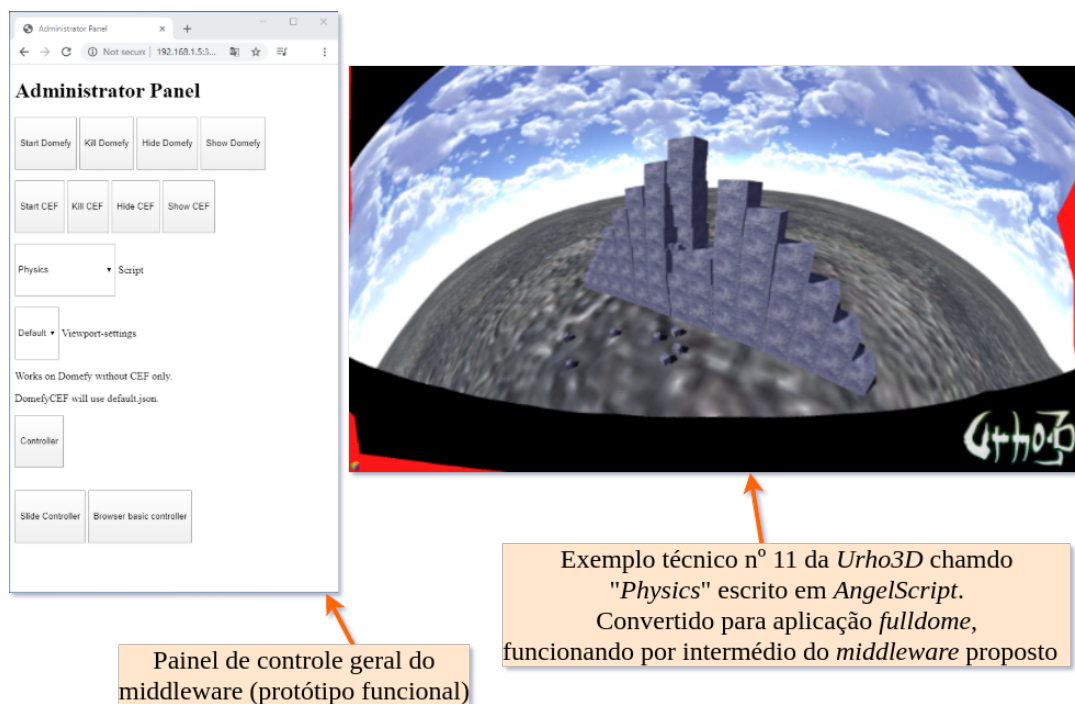 Administrator Panel
Not secure | 192.168.1.5:3...
Administrator Panel
Start Domefy Kill Domefy Hide Domefy Show Domefy
Start CEF Kill CEF Hide CEF Show CEF
Physics Script
Default Viewport-settings
Works on Domefy without CEF only.
DomefyCEF will use default.json.
Controller
Slide Controller Browser basic controller
Urho3D
Exemplo técnico nº 11 da Urho3D chamdo
"Physics" escrito em AngelScript.
Convertido para aplicação fulldome,
funcionando por intermédio do middleware proposto
Painel de controle geral do
middleware (protótipo funcional)